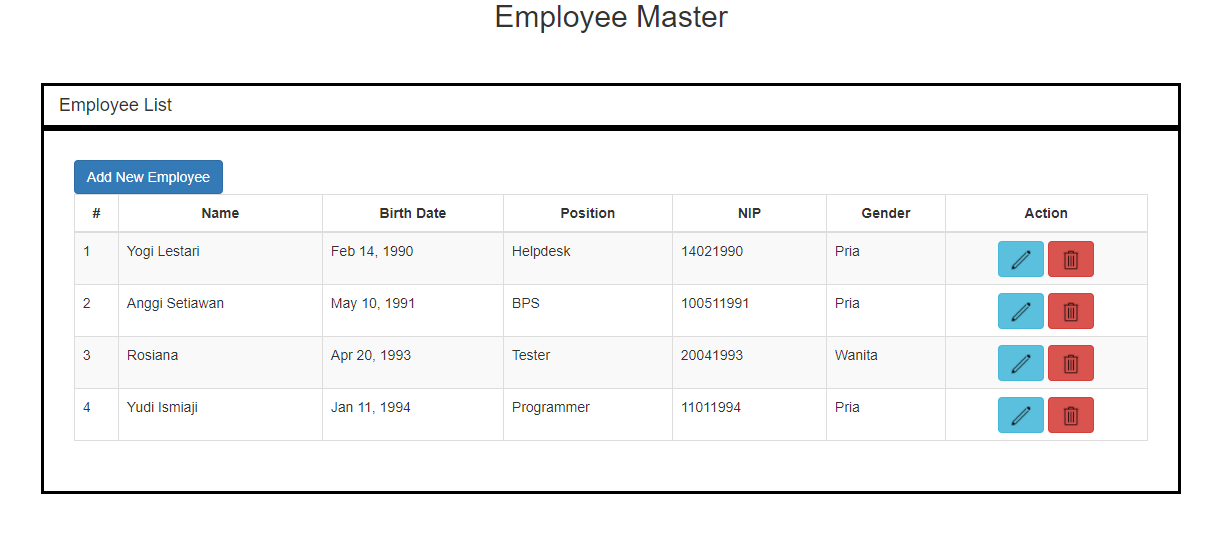 Employee Master
Employee List
Add New Employee
# Name Birth Date Position NIP Gender Action
1 Yogi Lestari Feb 14, 1990 Helpdesk 14021990 Pria
2 Anggi Setiawan May 10, 1991 BPS 100511991 Pria
3 Rosiana Apr 20, 1993 Tester 20041993 Wanita
4 Yudi Ismiaji Jan 11, 1994 Programmer 11011994 Pria